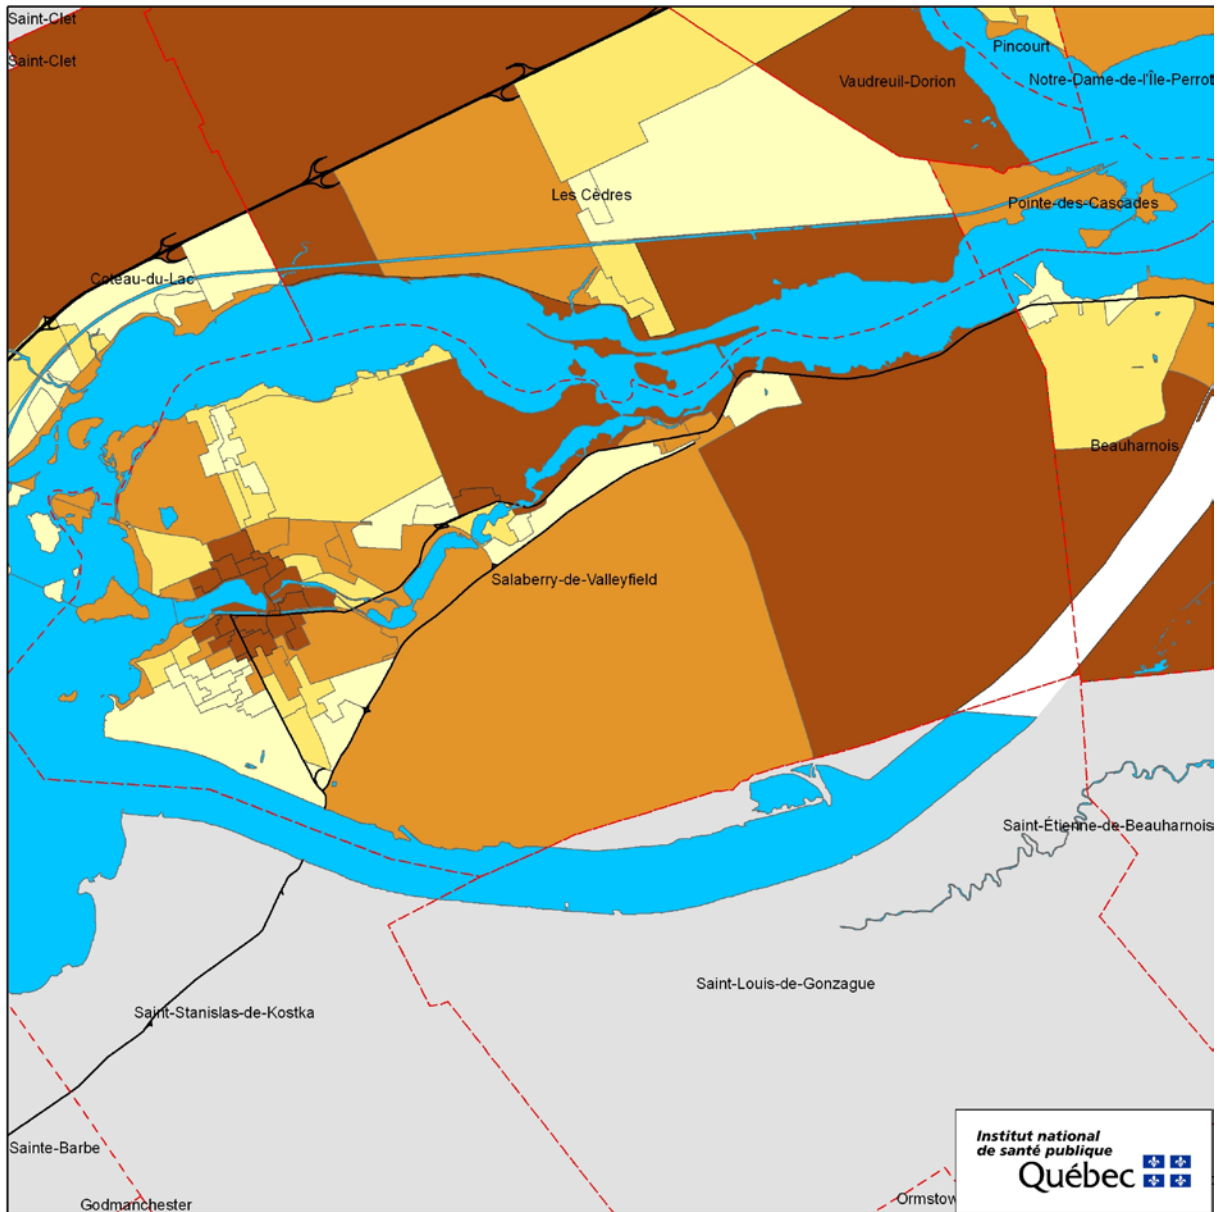 Saint-Clet
Pincourt
Saint-Clet
Vaudreuil-Dorion
Notre-Dame-de-l'Île-Perrot
Les Cèdres
Pointe-des-Cascades
Coteau-du-Lac
Beauharnois
Salaberry-de-Valleyfield
Saint-Étienne-de-Beauharnois
Saint-Louis-de-Gonzague
Saint-Stanislas-de-Kostka
Institut national
de santé publique
Québec
Sainte-Barbe
Godmanchester
Ormstow